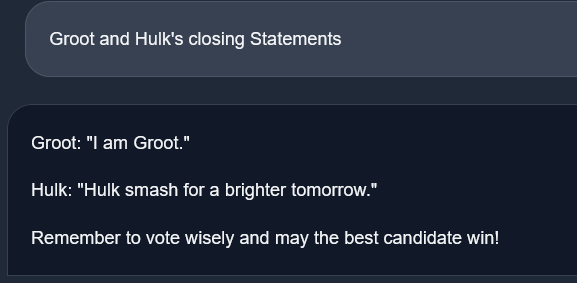 Groot and Hulk's closing Statements
Groot: "I am Groot."
Hulk: "Hulk smash for a brighter tomorrow."
Remember to vote wisely and may the best candidate win!